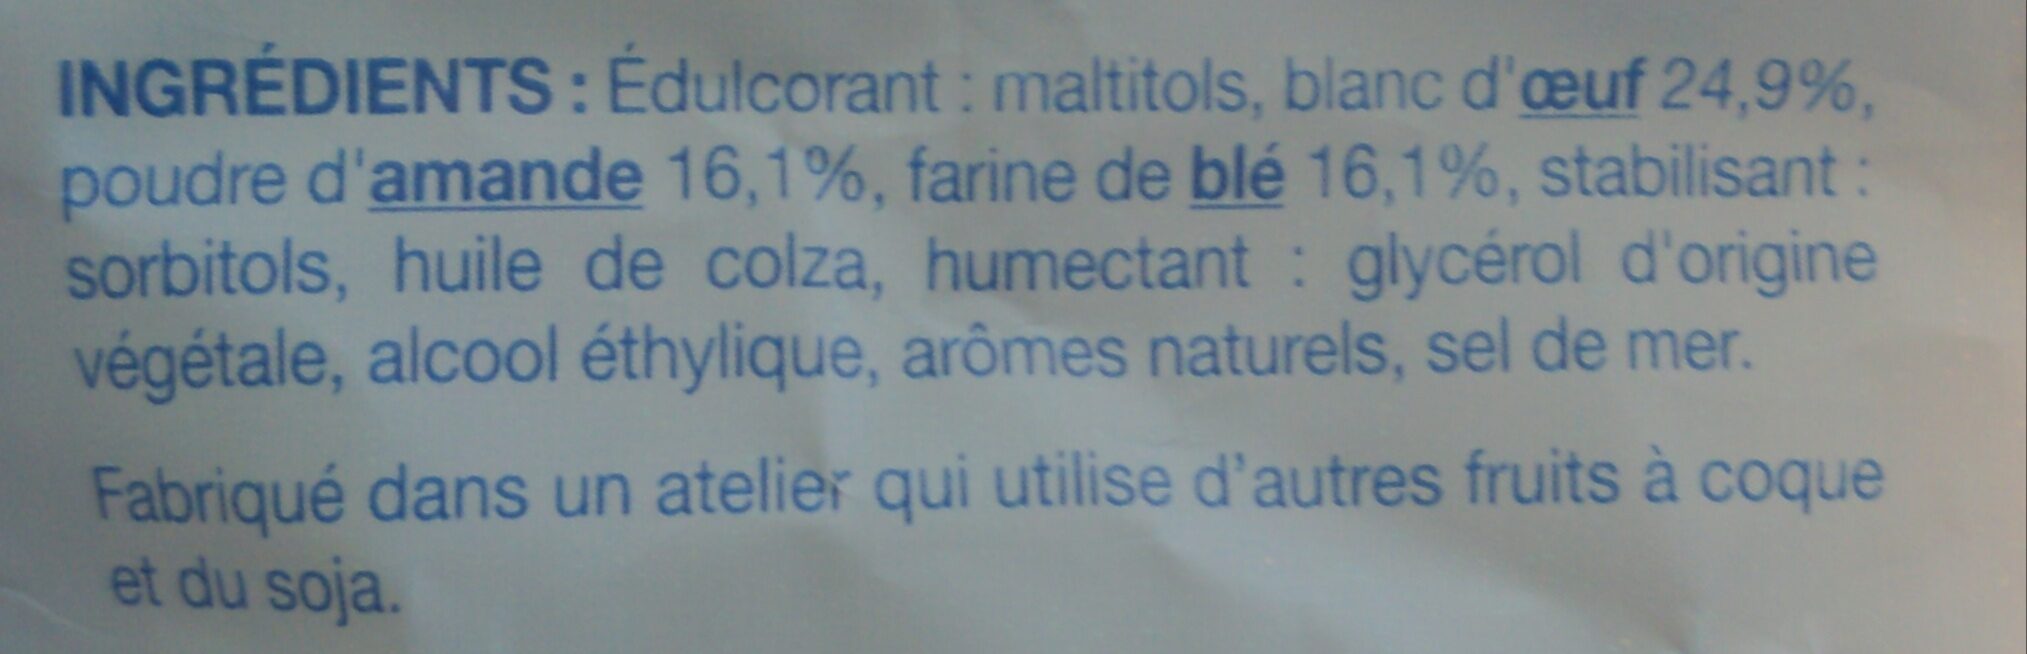 INGRÉDIENTS : Édulcorant : maltitols, blanc d'œuf 24,9%,
poudre d'amande 16,1%, farine de blé 16,1%, stabilisant :
sorbitols, huile de colza, humectant : glycérol d'origine
végétale, alcool éthylique, arômes naturels, sel de mer.
Fabriqué dans un atelier qui utilise d’autres fruits à coque
et du soja.